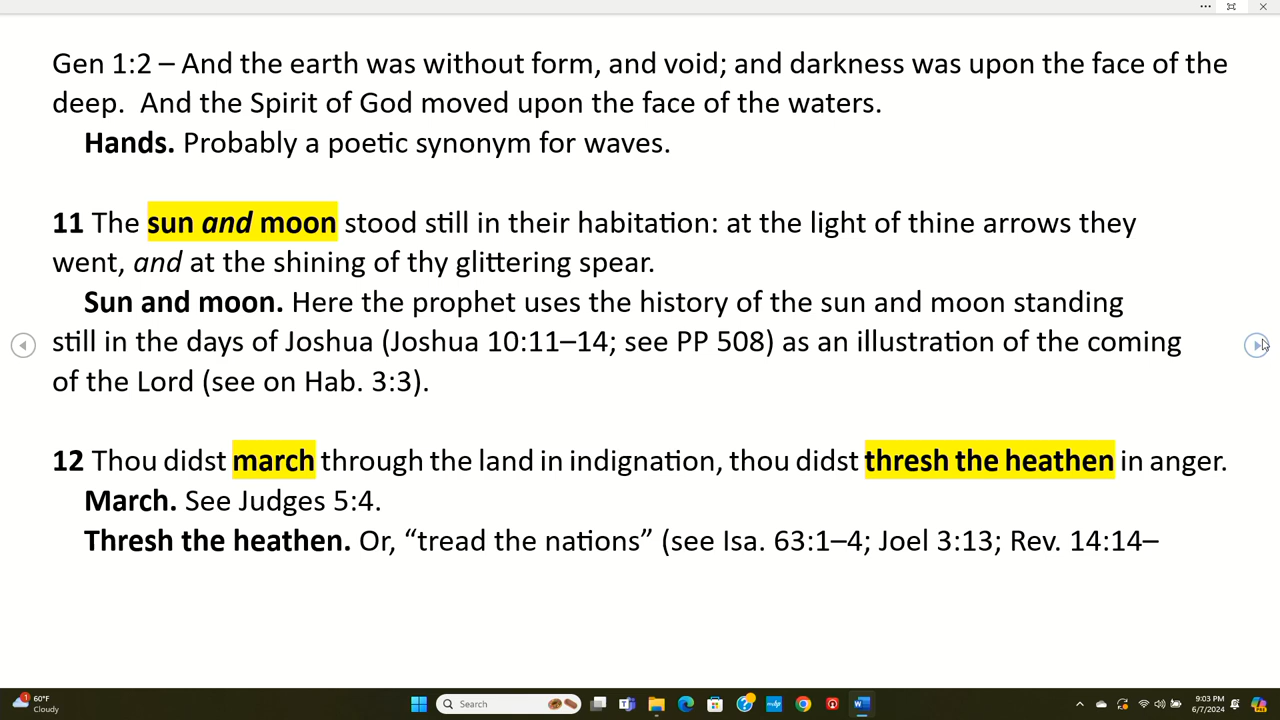 Gen 1:2 – And the earth was without form, and void; and darkness was upon the face of the
deep.  And the Spirit of God moved upon the face of the waters.
Hands. Probably a poetic synonym for waves.
11 The sun and moon stood still in their habitation: at the light of thine arrows they
went, and at the shining of thy glittering spear.
Sun and moon. Here the prophet uses the history of the sun and moon standing
still in the days of Joshua (Joshua 10:11–14; see PP 508) as an illustration of the coming
of the Lord (see on Hab. 3:3).
12 Thou didst march through the land in indignation, thou didst thresh the heathen in anger.
March. See Judges 5:4.
Thresh the heathen. Or, “tread the nations” (see Isa. 63:1–4; Joel 3:13; Rev. 14:14–
1
60°F
Cloudy
Search
9:03 PM
6/7/2024